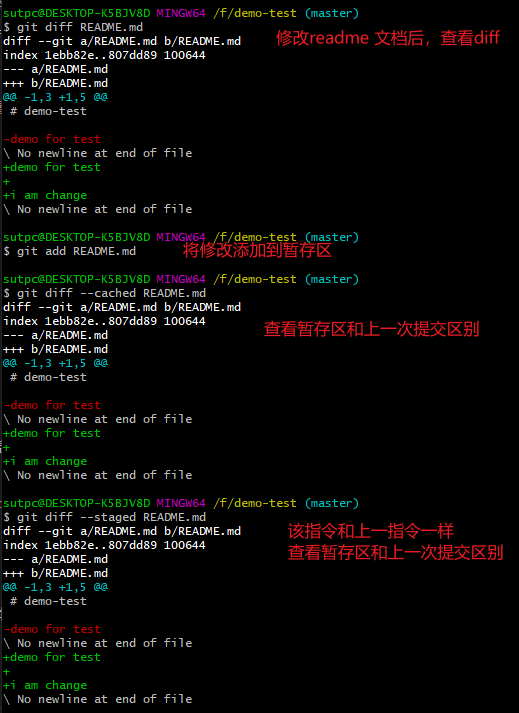 sutpc@DESKTOP-K5BJV8D MINGW64 /f/demo-test (master)
$ git diff README.md
修改readme 文档后，查看diff
diff --git a/README.md b/README.md
index 1ebb82e..807dd89 100644
--- a/README.md
+++ b/README.md
@@ -1,3 +1,5 @@
 # demo-test

-demo for test
\ No newline at end of file
+demo for test
+
+i am change
\ No newline at end of file

sutpc@DESKTOP-K5BJV8D MINGW64 /f/demo-test (master)
$ git add README.md
将修改添加到暂存区

sutpc@DESKTOP-K5BJV8D MINGW64 /f/demo-test (master)
$ git diff --cached README.md
diff --git a/README.md b/README.md
index 1ebb82e..807dd89 100644
查看暂存区和上一次提交区别
--- a/README.md
+++ b/README.md
@@ -1,3 +1,5 @@
 # demo-test

-demo for test
\ No newline at end of file
+demo for test
+
+i am change
\ No newline at end of file

sutpc@DESKTOP-K5BJV8D MINGW64 /f/demo-test (master)
$ git diff --staged README.md
diff --git a/README.md b/README.md
该指令和上一指令一样
index 1ebb82e..807dd89 100644
查看暂存区和上一次提交区别
--- a/README.md
+++ b/README.md
@@ -1,3 +1,5 @@
 # demo-test

-demo for test
\ No newline at end of file
+demo for test
+
+i am change
\ No newline at end of file